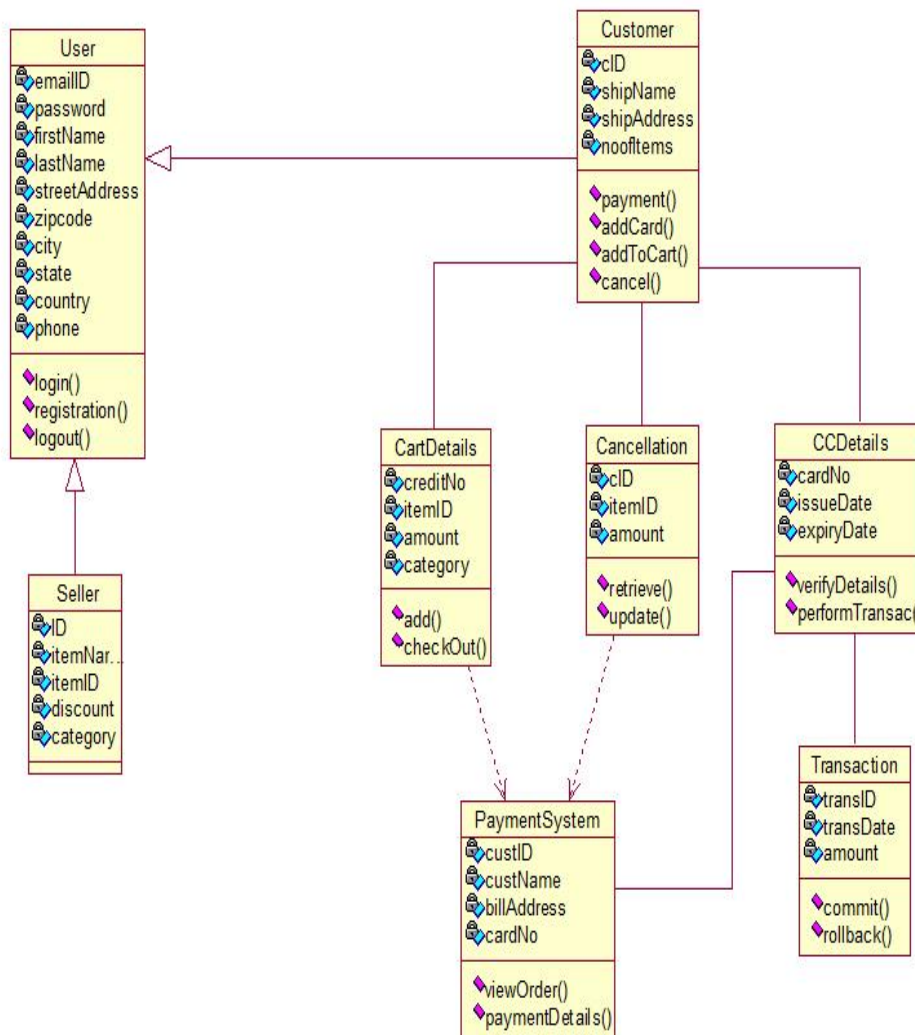 User
emailID
password
firstName
lastName
streetAddress
zipcode
city
state
country
phone
login()
registration()
logout()
Customer
cID
shipName
shipAddress
noofItems
payment()
addCard()
addToCart()
cancel()
CartDetails
creditNo
itemID
amount
category
add()
checkOut()
Cancellation
cID
itemID
amount
retrieve()
update()
CCDetails
cardNo
issueDate
expiryDate
verifyDetails()
performTransac(
Seller
ID
itemNar...
itemID
discount
category
PaymentSystem
custID
custName
billAddress
cardNo
viewOrder()
paymentDetails()
Transaction
transID
transDate
amount
commit()
rollback()